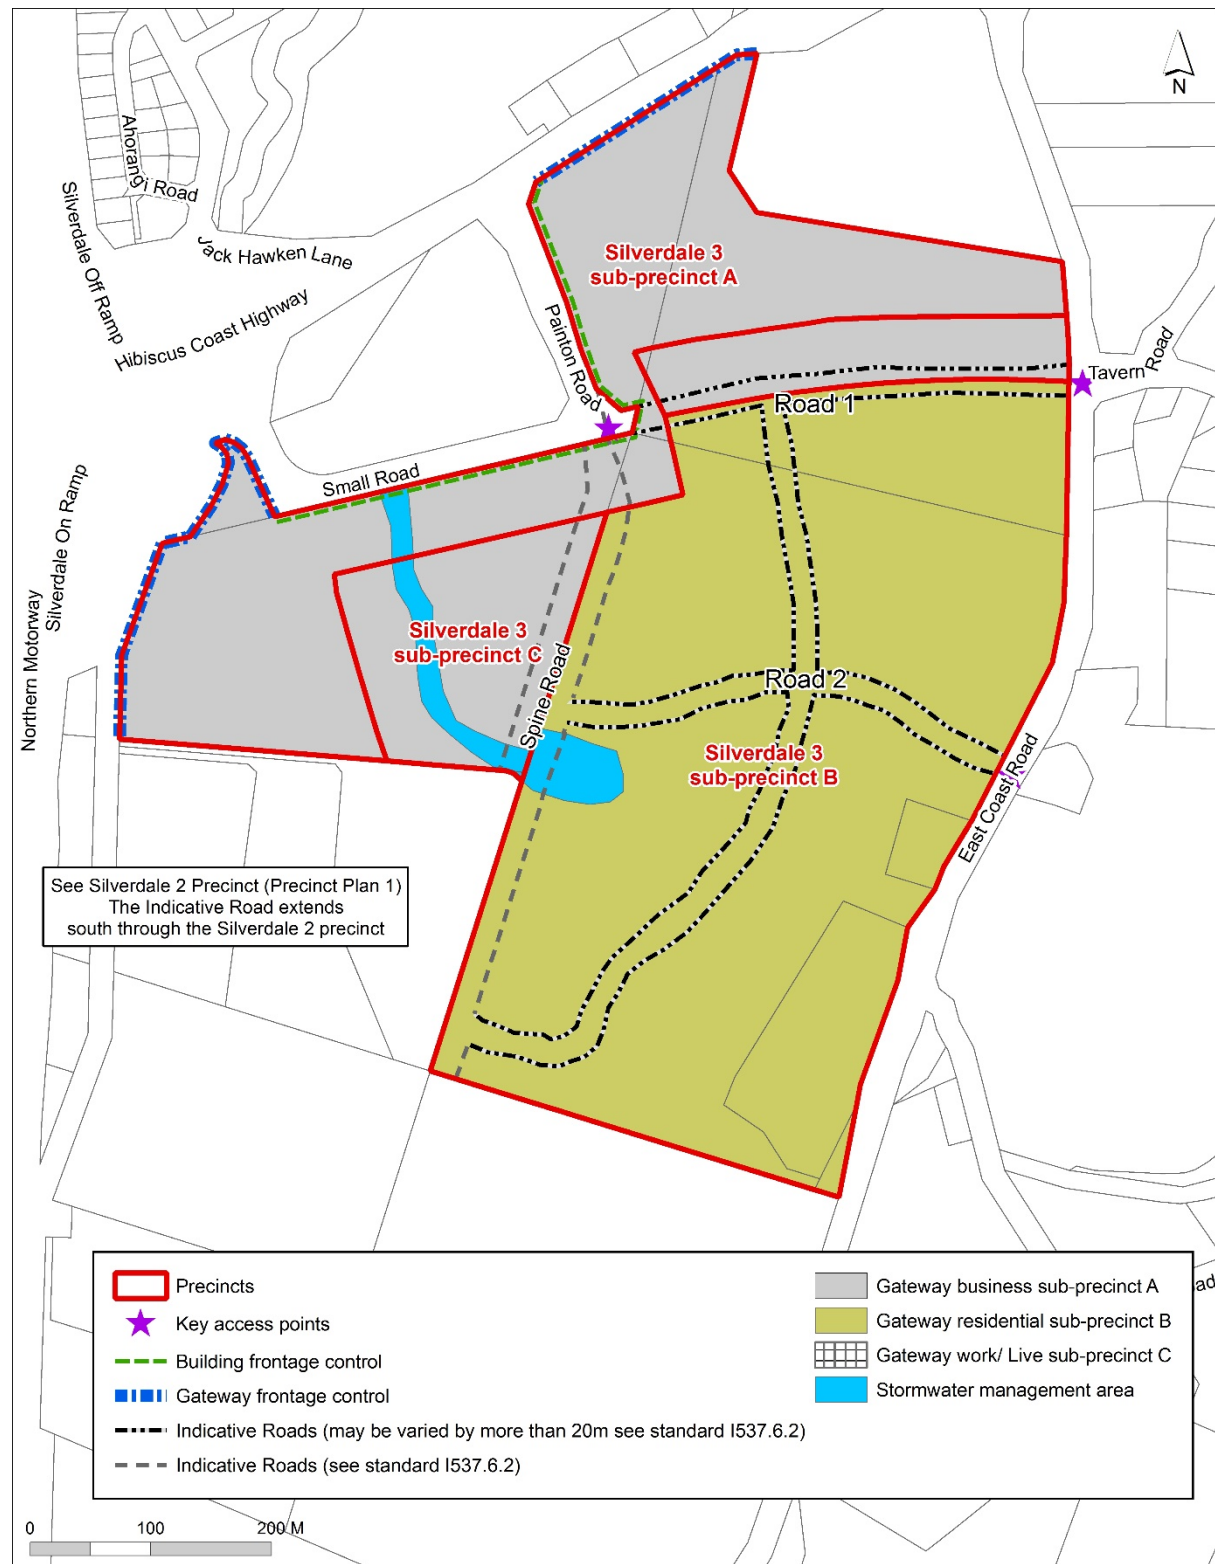 N
Ahorangi Road
Silverdale Off Ramp
Jack Hawken Lane
Hibiscus Coast Highway
Silverdale 3
sub-precinct A
Painton Road
Tavern Road
Road 1
Small Road
Northern Motorway
Silverdale On Ramp
Silverdale 3
sub-precinct C
Spine Road
Road 2
Silverdale 3
sub-precinct B
East Coast Road
See Silverdale 2 Precinct (Precinct Plan 1)
The Indicative Road extends
south through the Silverdale 2 precinct
Precincts
Key access points
Building frontage control
Gateway frontage control
Indicative Roads (may be varied by more than 20m see standard I537.6.2)
Indicative Roads (see standard I537.6.2)
Gateway business sub-precinct A
Gateway residential sub-precinct B
Gateway work/ Live sub-precinct C
Stormwater management area
0 100 200 M